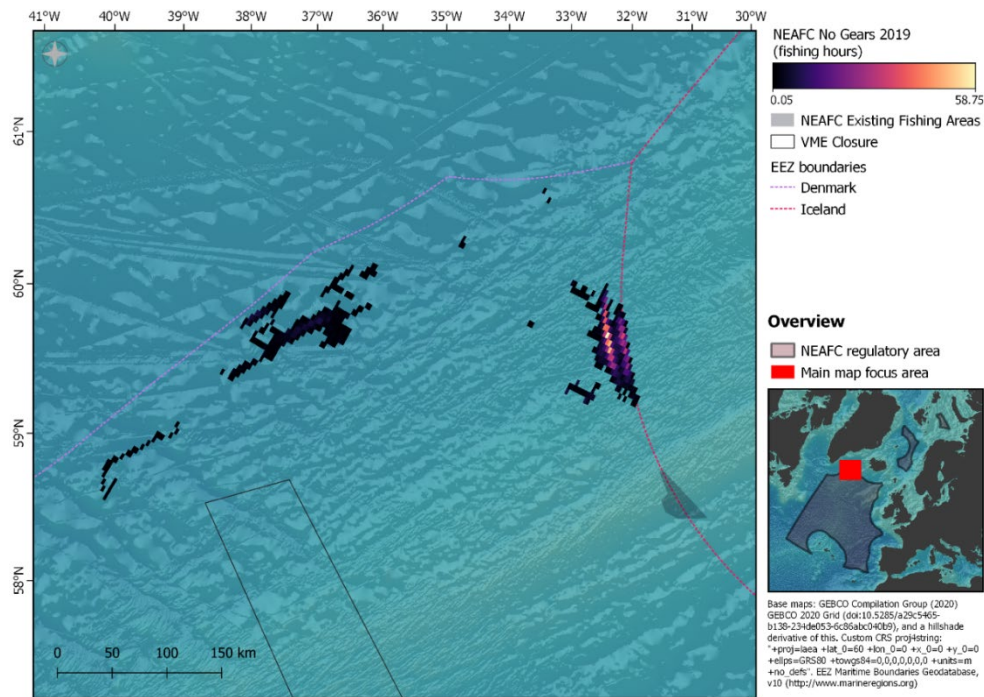 41°W 40°W 39°W 38°W 37°W 36°W 35°W 34°W 33°W 32°W 31°W 30°W
61°N
60°N
59°N
58°N
0 50 100 150 km
NEAFC No Gears 2019
(fishing hours)
0.05 58.75
NEAFC Existing Fishing Areas
VME Closure
EEZ boundaries
Denmark
Iceland
Overview
NEAFC regulatory area
Main map focus area
Base maps: GEBCO Compilation Group (2020)
GEBCO 2020 Grid (doi:10.5285/a29c5465-
b138-234de053-6c86abc040b9), and a hillshade
derivative of this. Custom CRS proj4string:
"+proj=laea +lat_0=60 +lon_0=0 +x_0=0 +y_0=0
+ellps=GRS80 +towgs84=0,0,0,0,0,0,0 +units=m
+no_defs". EEZ Maritime Boundaries Geodatabase,
v10 (http://www.marineregions.org)